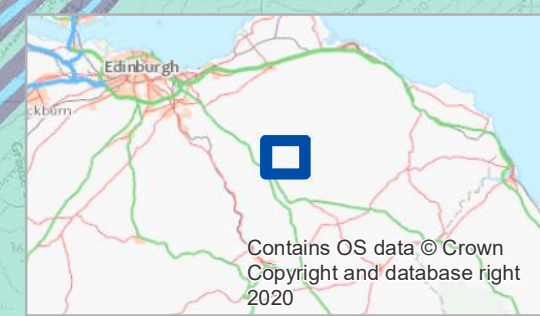 Edinburgh
ckburn
Contains OS data © Crown
Copyright and database right
2020